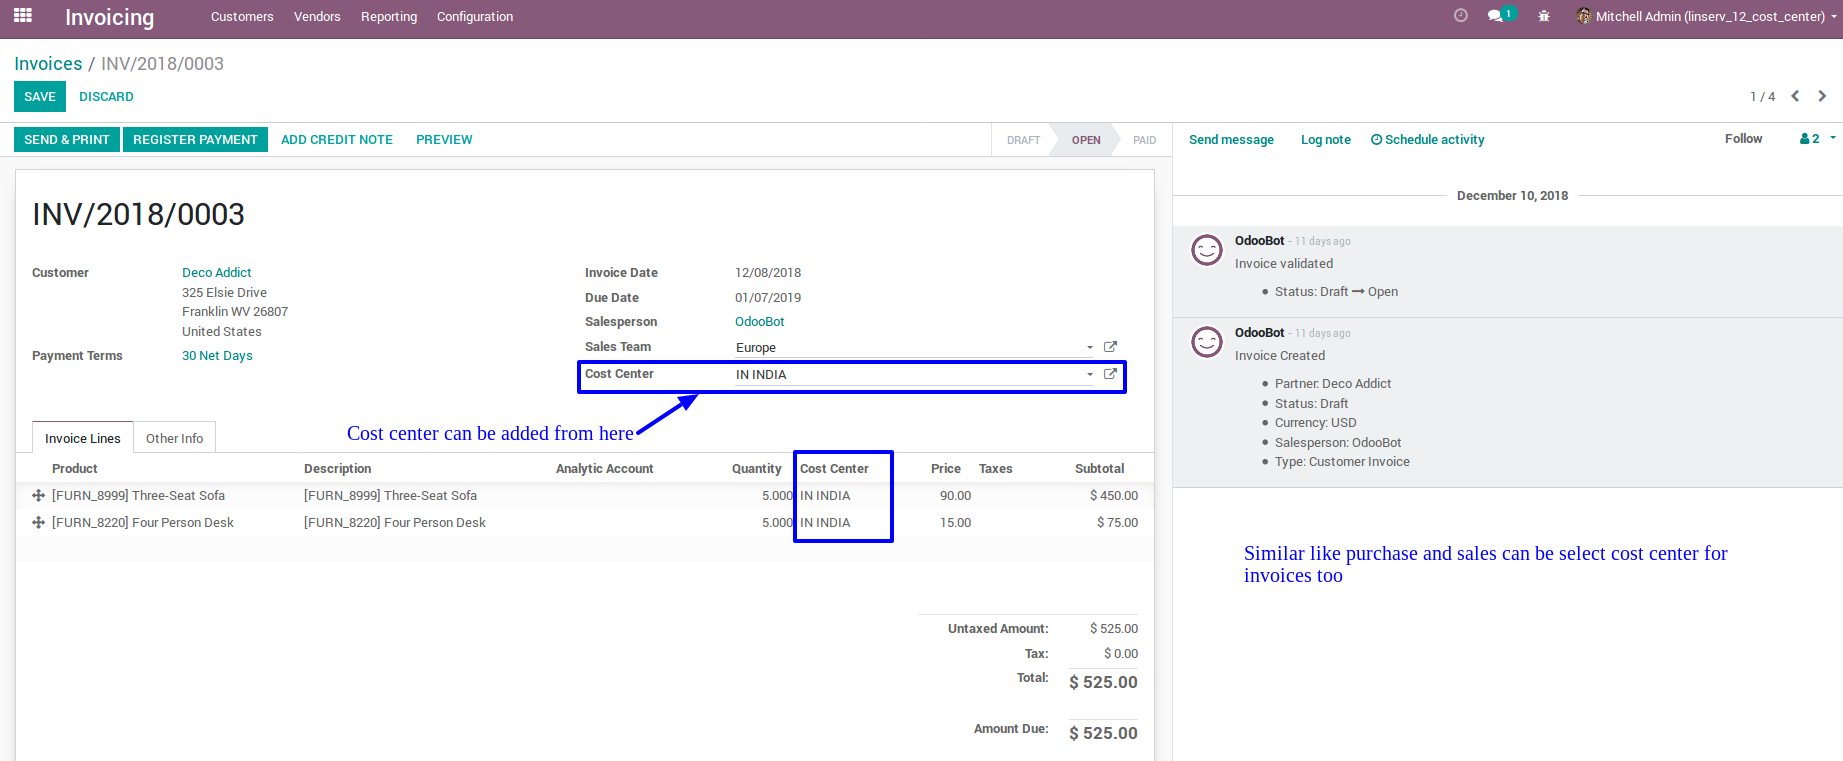 Invoicing Customers Vendors Reporting Configuration 1 Mitchell Admin (linserv_12_cost_center)
Invoices / INV/2018/0003
SAVE DISCARD 1 / 4
SEND & PRINT REGISTER PAYMENT ADD CREDIT NOTE PREVIEW DRAFT OPEN PAID
Send message Log note Schedule activity Follow 2
INV/2018/0003
Customer Deco Addict
325 Elsie Drive
Franklin WV 26807
United States
Payment Terms 30 Net Days
Invoice Date 12/08/2018
Due Date 01/07/2019
Salesperson OdooBot
Sales Team Europe
Cost Center IN INDIA
Cost center can be added from here
Invoice Lines Other Info
Product Description Analytic Account Quantity Cost Center Price Taxes Subtotal
[FURN_8999] Three-Seat Sofa [FURN_8999] Three-Seat Sofa 5.000 IN INDIA 90.00 $ 450.00
[FURN_8220] Four Person Desk [FURN_8220] Four Person Desk 5.000 IN INDIA 15.00 $ 75.00
Untaxed Amount: $ 525.00
Tax: $ 0.00
Total: $ 525.00
Amount Due: $ 525.00
December 10, 2018
OdooBot - 11 days ago
Invoice validated
Status: Draft → Open
OdooBot - 11 days ago
Invoice Created
Partner: Deco Addict
Status: Draft
Currency: USD
Salesperson: OdooBot
Type: Customer Invoice
Similar like purchase and sales can be select cost center for
invoices too